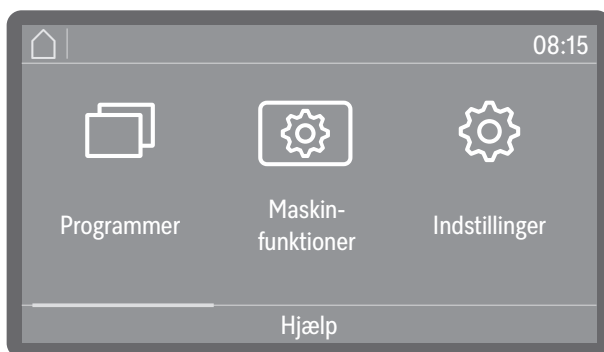 08:15
Programmer
Maskin-
funktioner
Indstillinger
Hjælp